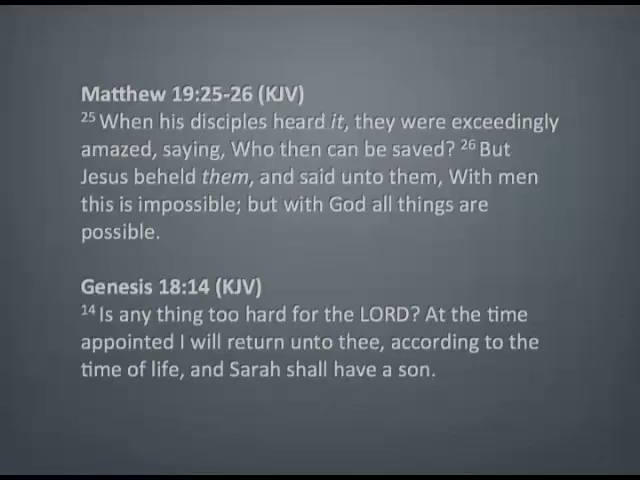 Matthew 19:25-26 (KJV)
25 When his disciples heard it, they were exceedingly
amazed, saying, Who then can be saved? 26 But
Jesus beheld them, and said unto them, With men
this is impossible; but with God all things are
possible.
Genesis 18:14 (KJV)
14 Is any thing too hard for the LORD? At the time
appointed I will return unto thee, according to the
time of life, and Sarah shall have a son.